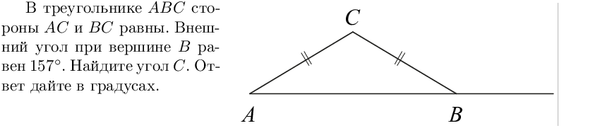 В треугольнике ABC сто-
роны AC и BC равны. Внеш-
ний угол при вершине B ра-
вен 157°. Найдите угол C. От-
вет дайте в градусах.
C
A
B